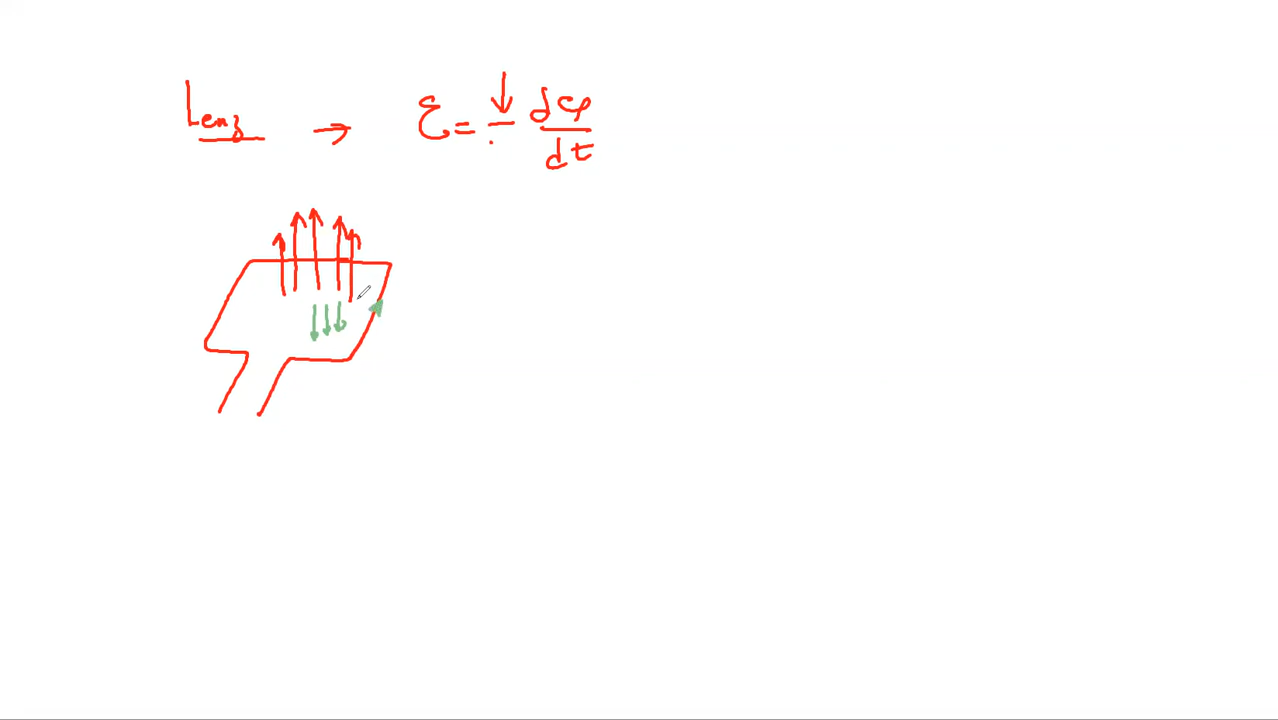 Lenz → ℰ = - dφ/dt